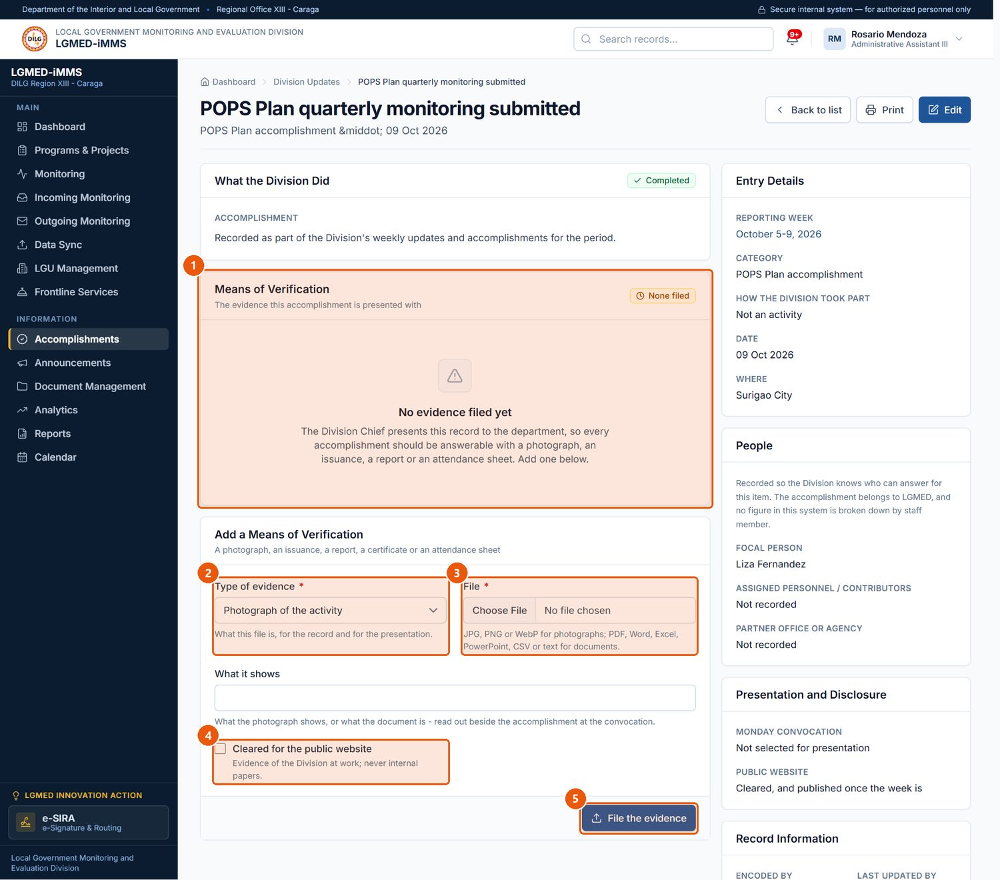 Department of the Interior and Local Government • Regional Office XIII - Caraga
Secure internal system — for authorized personnel only
DILG
LOCAL GOVERNMENT MONITORING AND EVALUATION DIVISION
LGMED-iMMS
Search records...
9+
RM
Rosario Mendoza
Administrative Assistant III
LGMED-iMMS
DILG Region XIII - Caraga
MAIN
Dashboard
Programs & Projects
Monitoring
Incoming Monitoring
Outgoing Monitoring
Data Sync
LGU Management
Frontline Services
INFORMATION
Accomplishments
Announcements
Document Management
Analytics
Reports
Calendar
LGMED INNOVATION ACTION
e-SIRA
e-Signature & Routing
Local Government Monitoring and
Evaluation Division
Dashboard > Division Updates > POPS Plan quarterly monitoring submitted
POPS Plan quarterly monitoring submitted
POPS Plan accomplishment &middot; 09 Oct 2026
Back to list
Print
Edit
What the Division Did
Completed
ACCOMPLISHMENT
Recorded as part of the Division's weekly updates and accomplishments for the period.
1
Means of Verification
The evidence this accomplishment is presented with
None filed
No evidence filed yet
The Division Chief presents this record to the department, so every
accomplishment should be answerable with a photograph, an
issuance, a report or an attendance sheet. Add one below.
Add a Means of Verification
A photograph, an issuance, a report, a certificate or an attendance sheet
2
Type of evidence *
Photograph of the activity
What this file is, for the record and for the presentation.
3
File *
Choose File No file chosen
JPG, PNG or WebP for photographs; PDF, Word, Excel,
PowerPoint, CSV or text for documents.
What it shows
What the photograph shows, or what the document is - read out beside the accomplishment at the convocation.
4
Cleared for the public website
Evidence of the Division at work; never internal
papers.
5
File the evidence
Entry Details
REPORTING WEEK
October 5-9, 2026
CATEGORY
POPS Plan accomplishment
HOW THE DIVISION TOOK PART
Not an activity
DATE
09 Oct 2026
WHERE
Surigao City
People
Recorded so the Division knows who can answer for
this item. The accomplishment belongs to LGMED, and
no figure in this system is broken down by staff
member.
FOCAL PERSON
Liza Fernandez
ASSIGNED PERSONNEL / CONTRIBUTORS
Not recorded
PARTNER OFFICE OR AGENCY
Not recorded
Presentation and Disclosure
MONDAY CONVOCATION
Not selected for presentation
PUBLIC WEBSITE
Cleared, and published once the week is
Record Information
ENCODED BY
LAST UPDATED BY